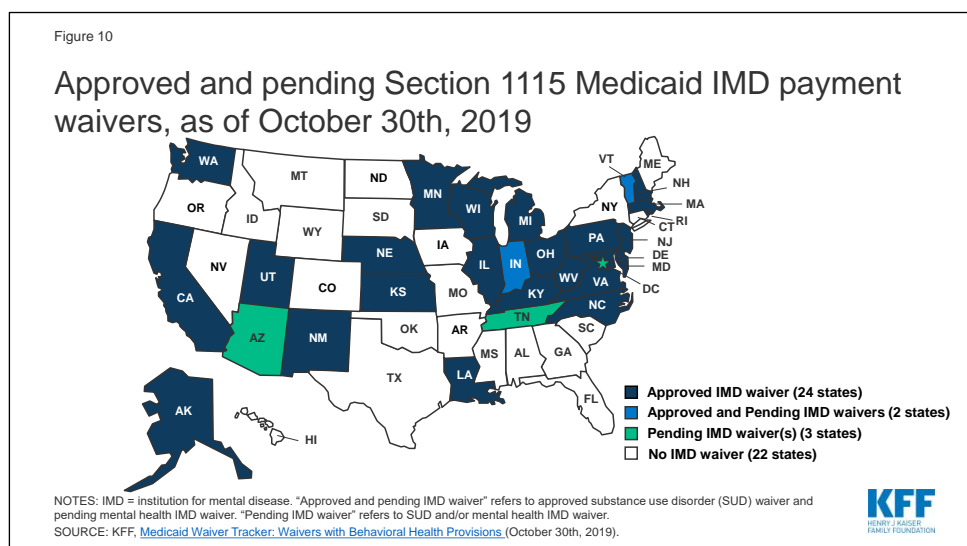 Figure 10
Approved and pending Section 1115 Medicaid IMD payment
waivers, as of October 30th, 2019
WA
MT
ND
MN
VT
ME
NH
MA
OR
ID
SD
WI
MI
NY
RI
CT
WY
IA
PA
NJ
NE
IL
IN
OH
DE
MD
NV
UT
CO
KS
MO
KY
WV
VA
DC
CA
AZ
NM
OK
AR
TN
NC
SC
TX
LA
MS
AL
GA
FL
AK
HI
Approved IMD waiver (24 states)
Approved and Pending IMD waivers (2 states)
Pending IMD waiver(s) (3 states)
No IMD waiver (22 states)
NOTES: IMD = institution for mental disease. “Approved and pending IMD waiver” refers to approved substance use disorder (SUD) waiver and
pending mental health IMD waiver. “Pending IMD waiver” refers to SUD and/or mental health IMD waiver.
SOURCE: KFF, Medicaid Waiver Tracker: Waivers with Behavioral Health Provisions (October 30th, 2019).
KFF
HENRY J KAISER
FAMILY FOUNDATION